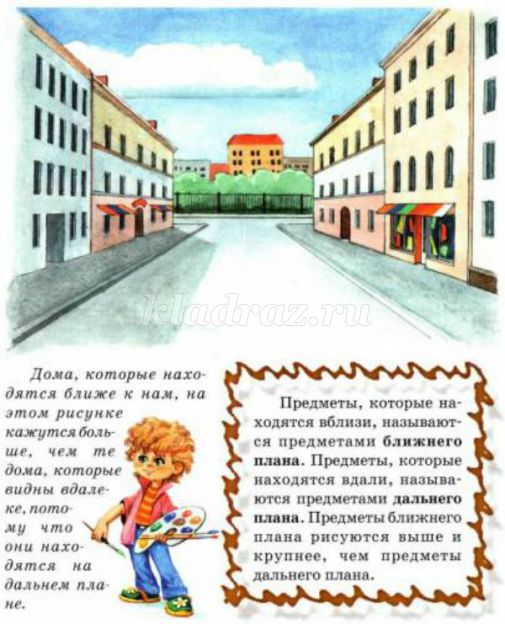 kladraz.ru
Дома, которые нахо-
дятся ближе к нам, на
этом рисунке
кажутся боль-
ше, чем те
дома, которые
видны вдале-
ке, пото-
му что
они нахо-
дятся на
дальнем пла-
не.
Предметы, которые на-
ходятся вблизи, называют-
ся предметами ближнего
плана. Предметы, которые
находятся вдали, называ-
ются предметами дальнего
плана. Предметы ближнего
плана рисуются выше и
крупнее, чем предметы
дальнего плана.